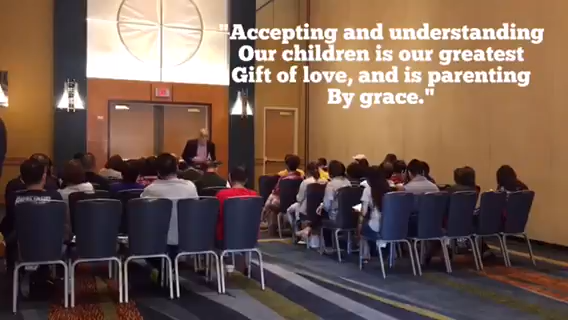 "Accepting and understanding
Our children is our greatest
Gift of love, and is parenting
By grace."